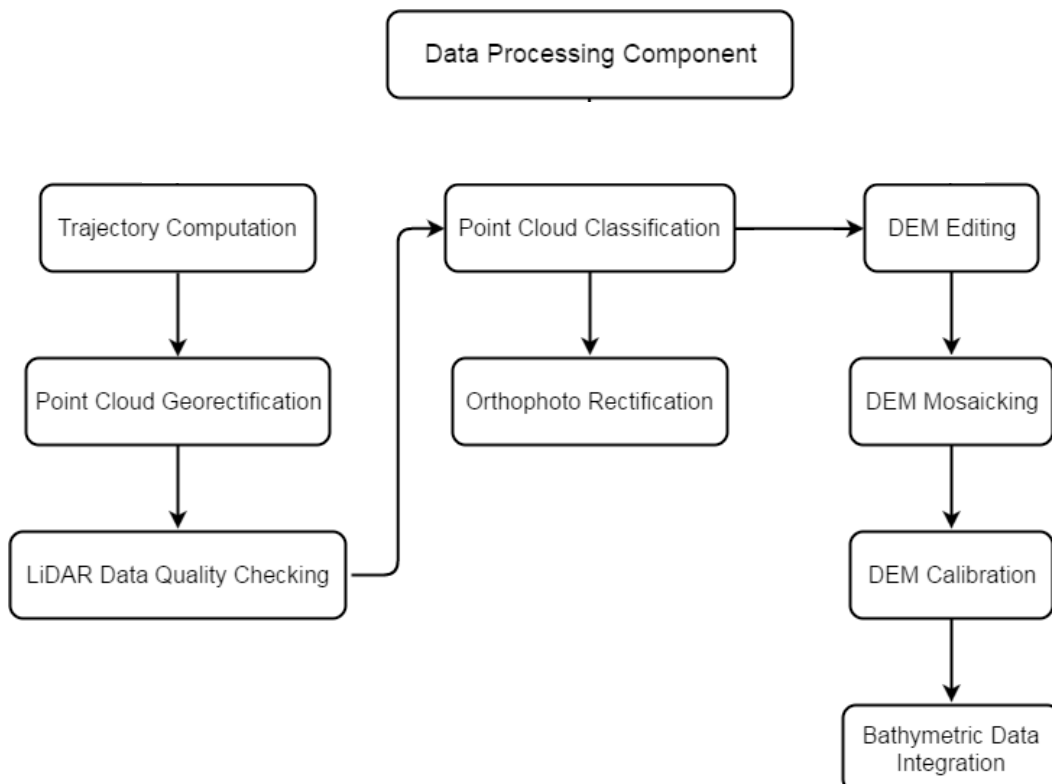 Data Processing Component
Trajectory Computation
Point Cloud Georectification
LiDAR Data Quality Checking
Point Cloud Classification
Orthophoto Rectification
DEM Editing
DEM Mosaicking
DEM Calibration
Bathymetric Data
Integration